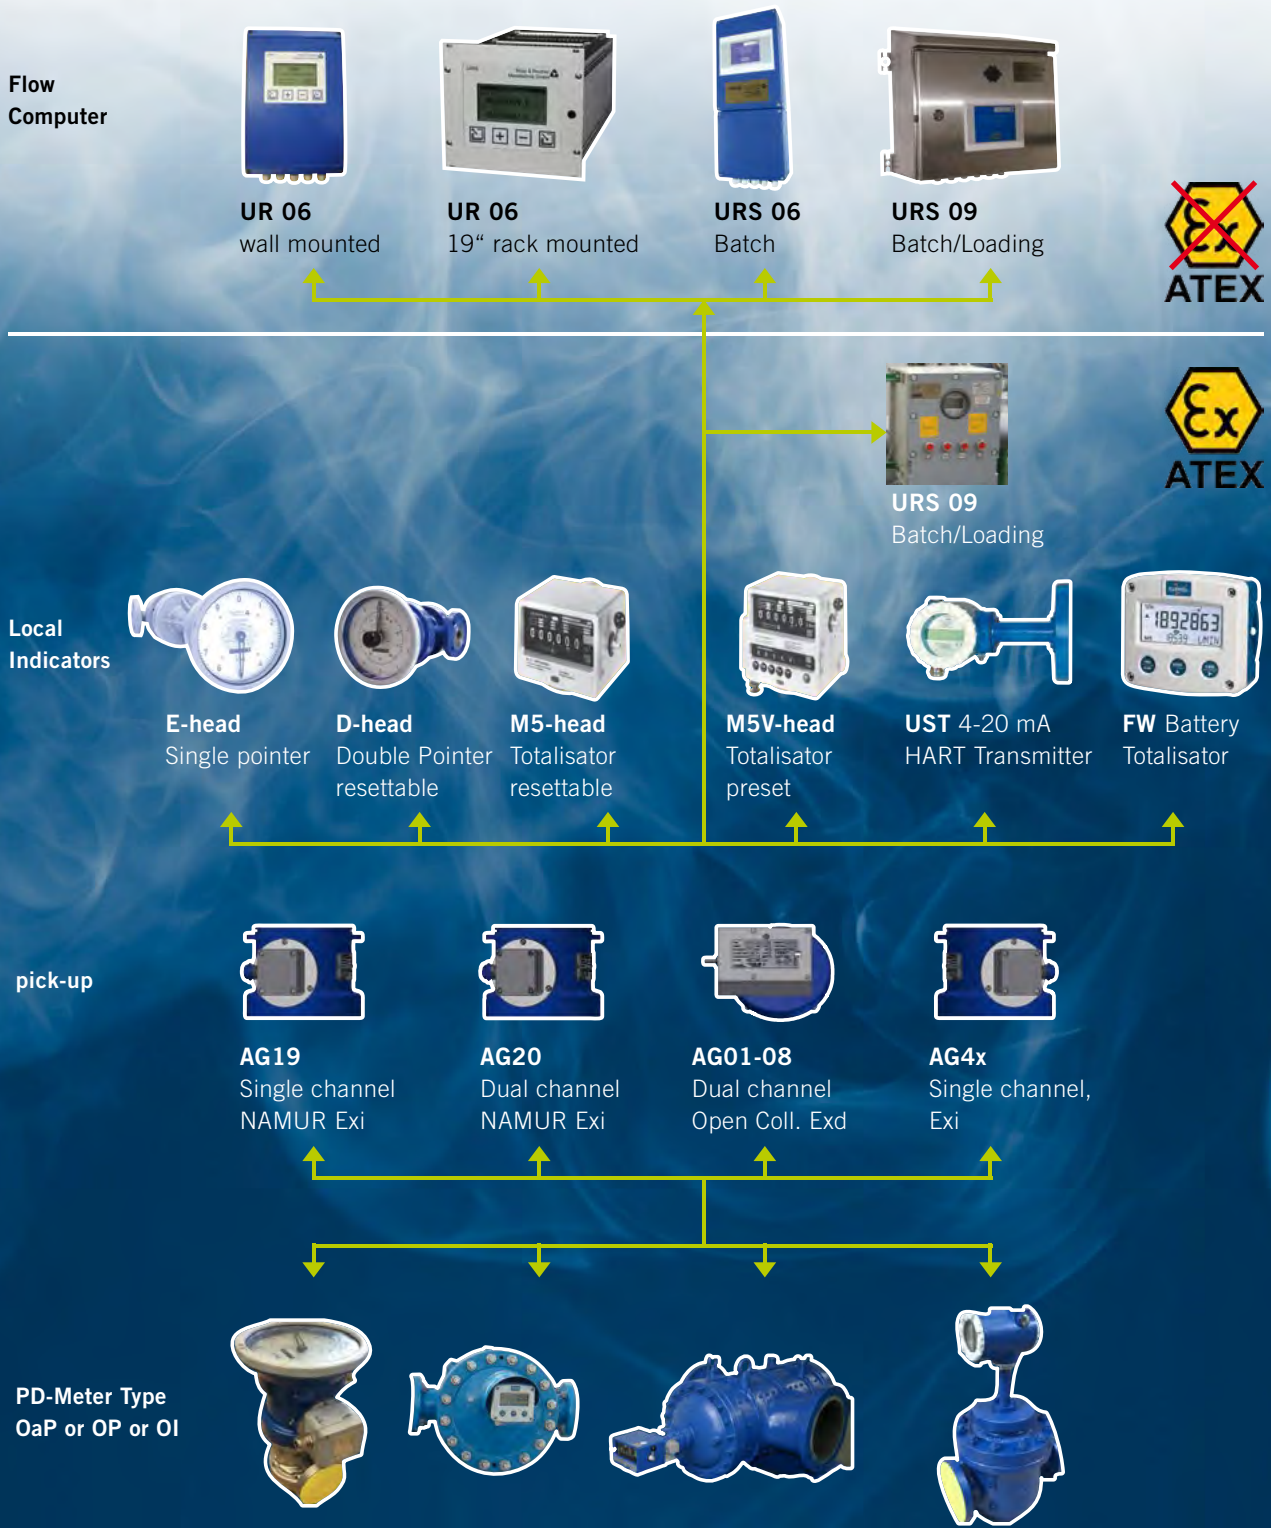 Flow
Computer
UR 06
wall mounted
UR 06
19“ rack mounted
URS 06
Batch
URS 09
Batch/Loading
Ex
ATEX
Ex
ATEX
URS 09
Batch/Loading
Local
Indicators
1892863
E-head
Single pointer
D-head
Double Pointer
resettable
M5-head
Totalisator
resettable
M5V-head
Totalisator
preset
UST 4-20 mA
HART Transmitter
FW Battery
Totalisator
pick-up
AG19
Single channel
NAMUR Exi
AG20
Dual channel
NAMUR Exi
AG01-08
Dual channel
Open Coll. Exd
AG4x
Single channel,
Exi
PD-Meter Type
OaP or OP or OI